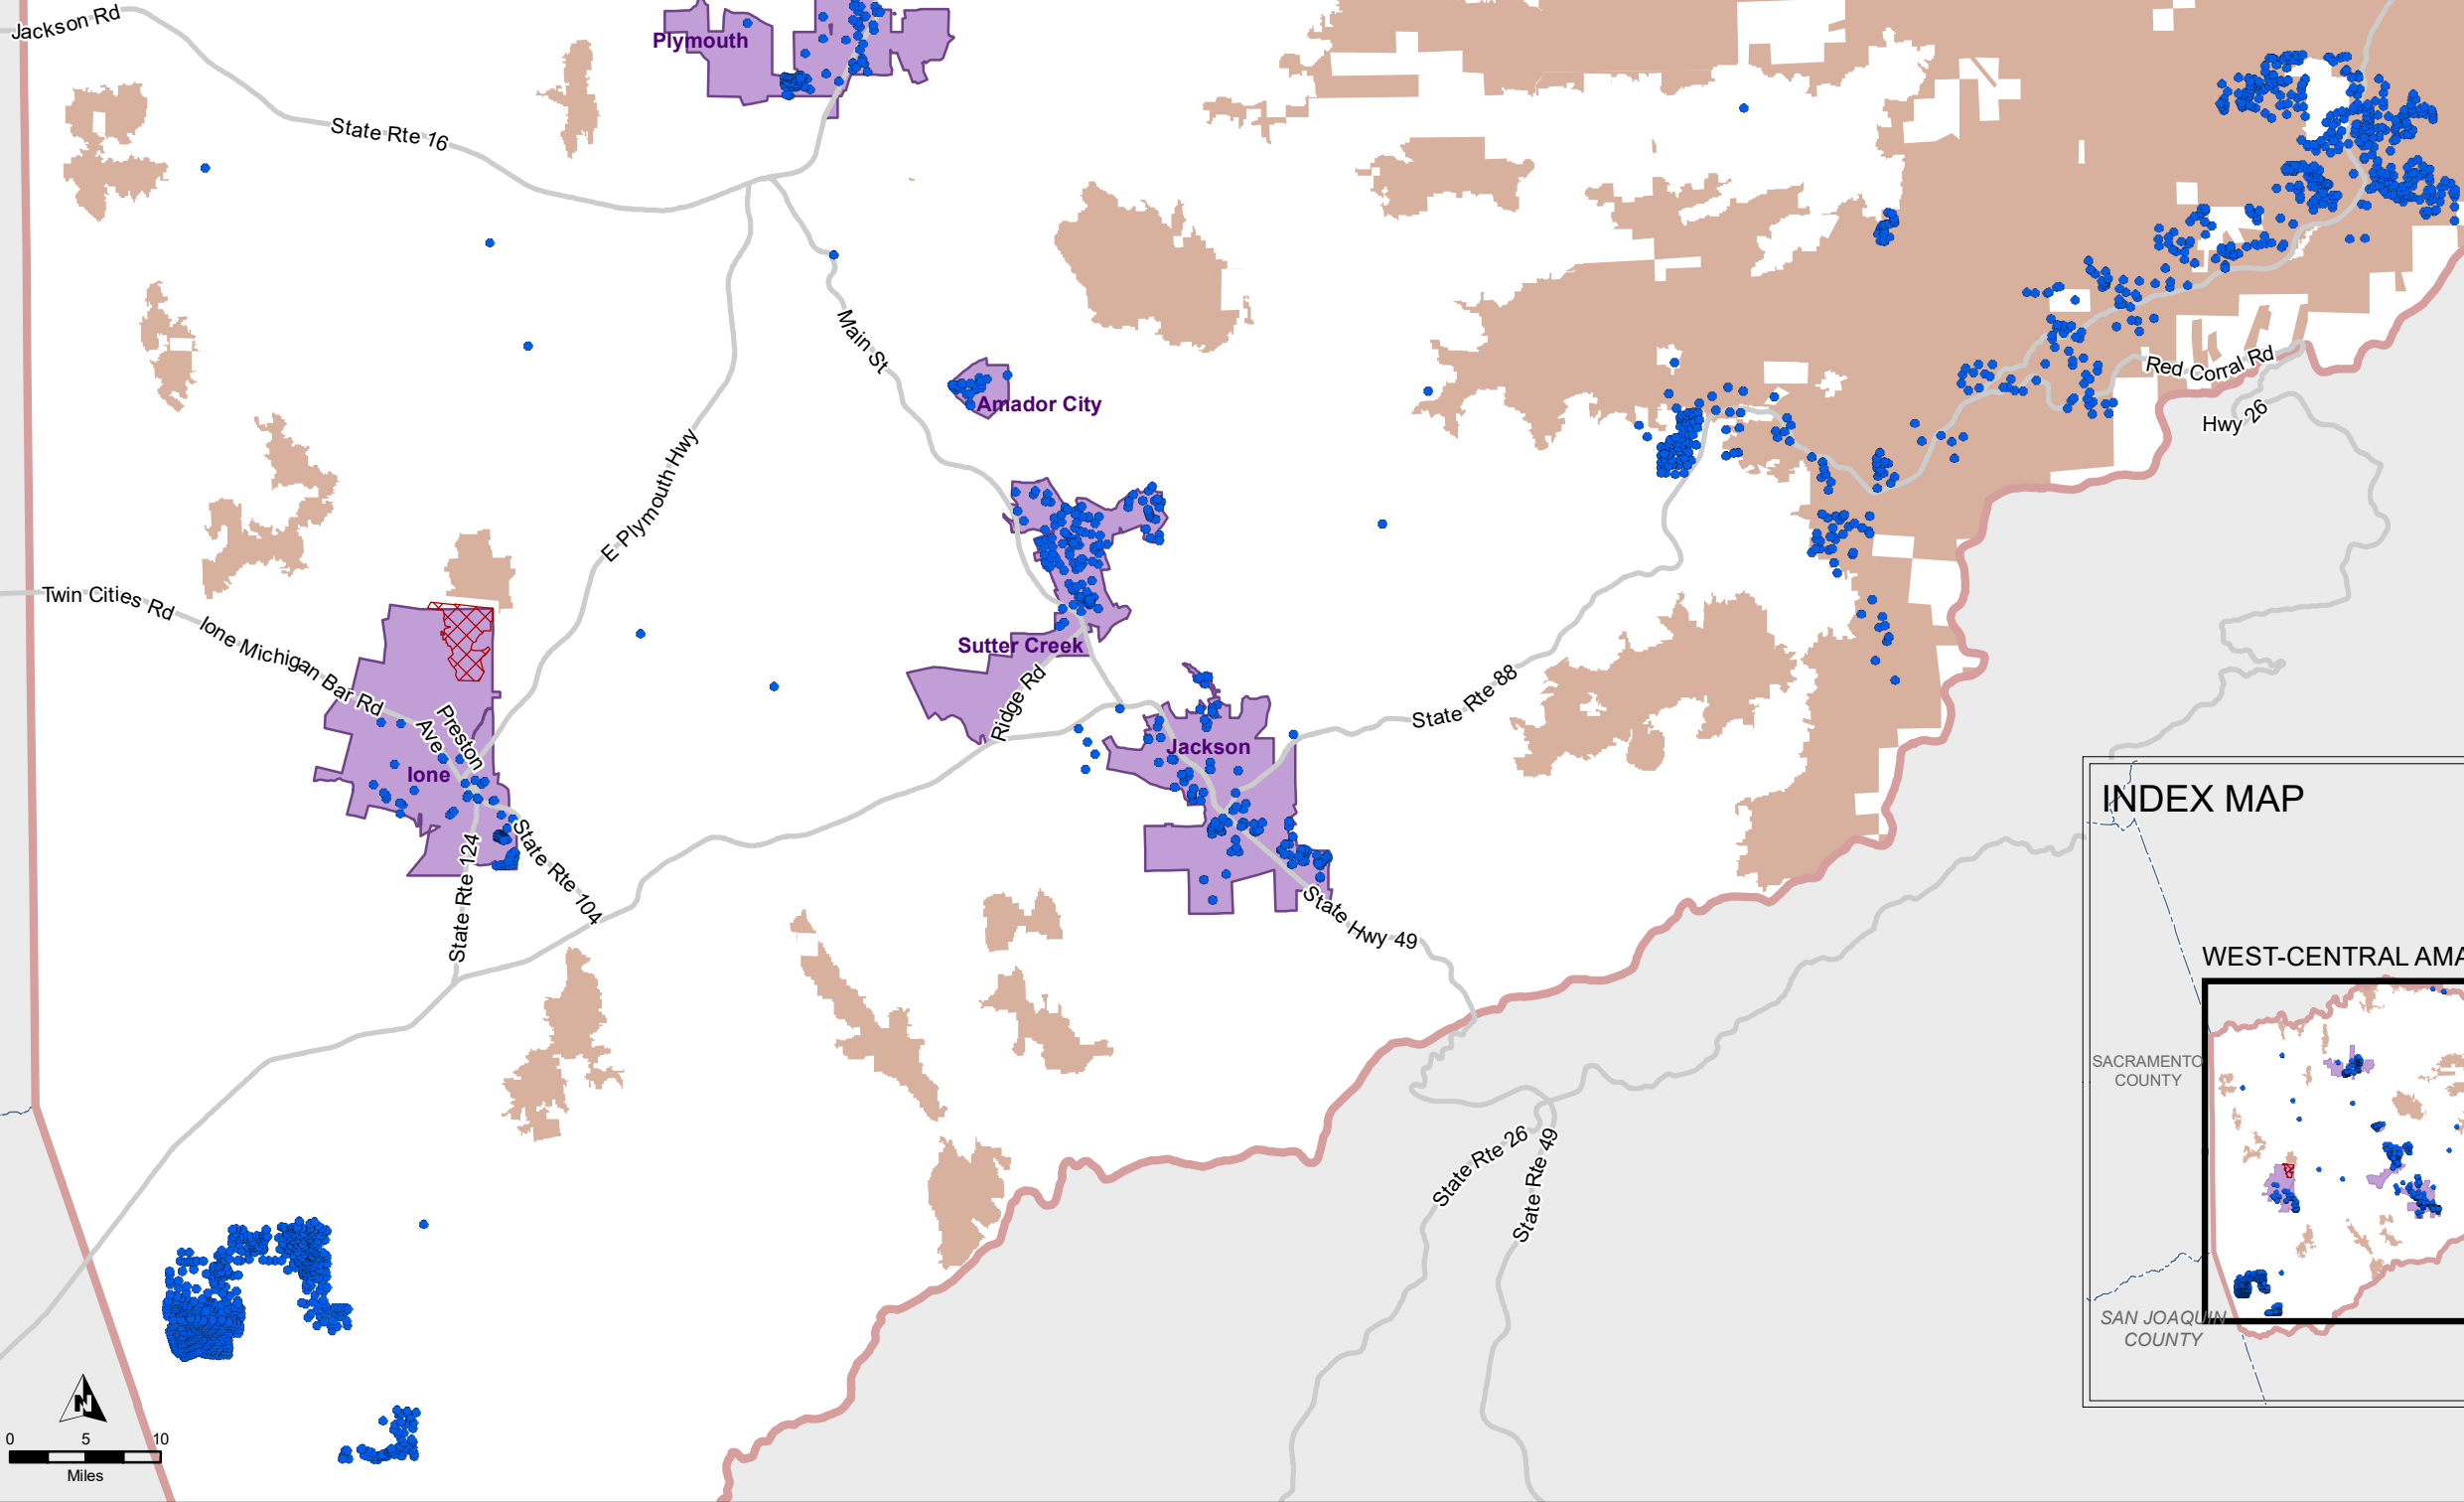 Jackson Rd
Plymouth
State Rte 16
Main St
Amador City
Red Corral Rd
Hwy 26
E Plymouth Hwy
Twin Cities Rd
Ione Michigan Bar Rd
Sutter Creek
Ridge Rd
State Rte 88
Preston
Ave
Jackson
Ione
State Rte 124
State Rte 104
State Hwy 49
State Rte 26
State Rte 49
INDEX MAP
WEST-CENTRAL AMA
SACRAMENTO
COUNTY
SAN JOAQUIN
COUNTY
N
0 5 10
Miles